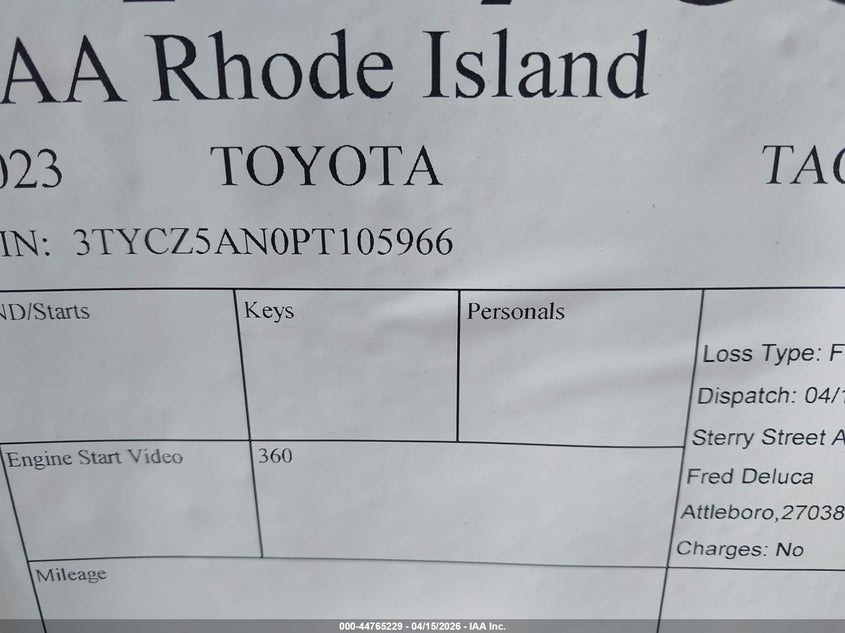 AA Rhode Island
023 TOYOTA TAC
IN: 3TYCZ5AN0PT105966
ND/Starts Keys Personals
Loss Type: F
Dispatch: 04/1
Sterry Street A
Engine Start Video 360
Fred Deluca
Attleboro,27038
Charges: No
Mileage
000-44765229 - 04/15/2026 - IAA Inc.